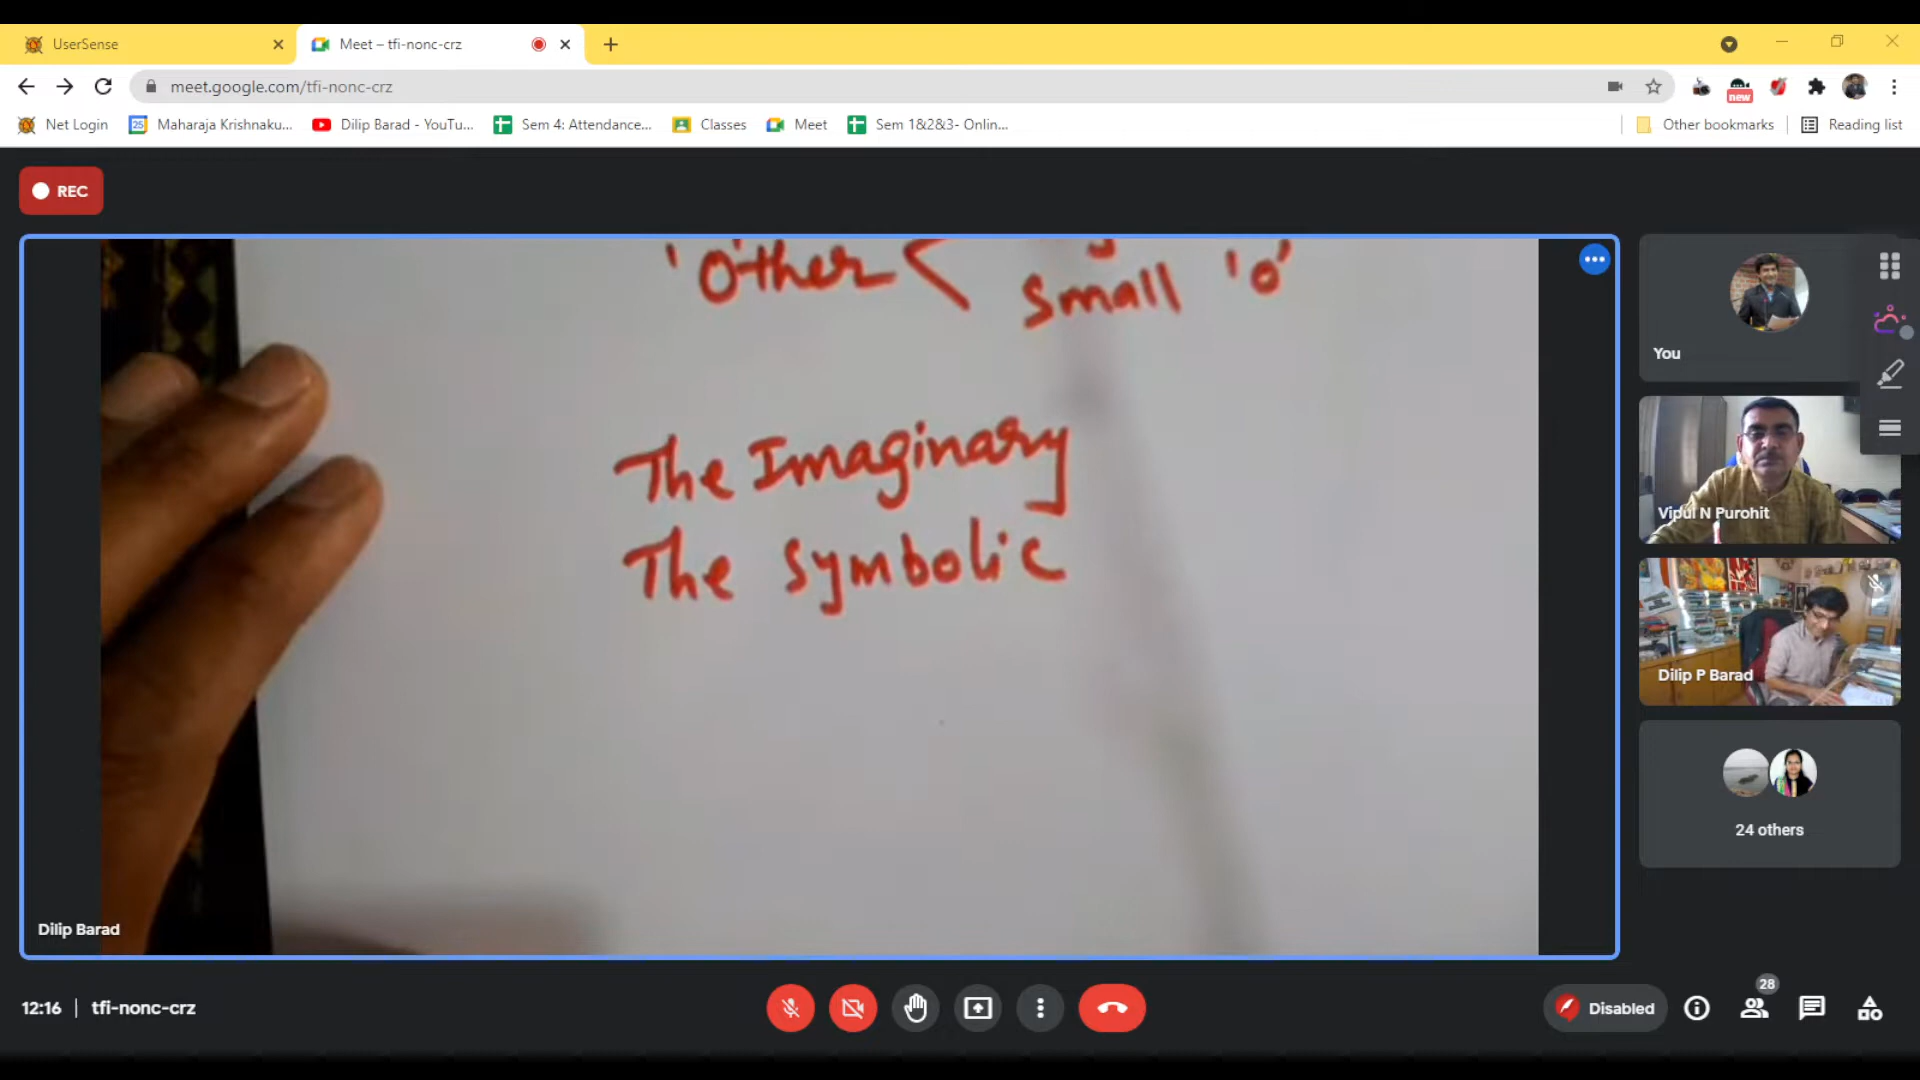 UserSense
Meet – tfi-nonc-crz
meet.google.com/tfi-nonc-crz
new
Net Login
25
Maharaja Krishnaku...
Dilip Barad - YouTu...
Sem 4: Attendance...
Classes
Meet
Sem 1&2&3- Onlin...
Other bookmarks
Reading list
REC
'Other
small 'o'
The Imaginary
The Symbolic
Dilip Barad
You
Vipul N Purohit
Dilip P Barad
24 others
12:16 | tfi-nonc-crz
Disabled
28